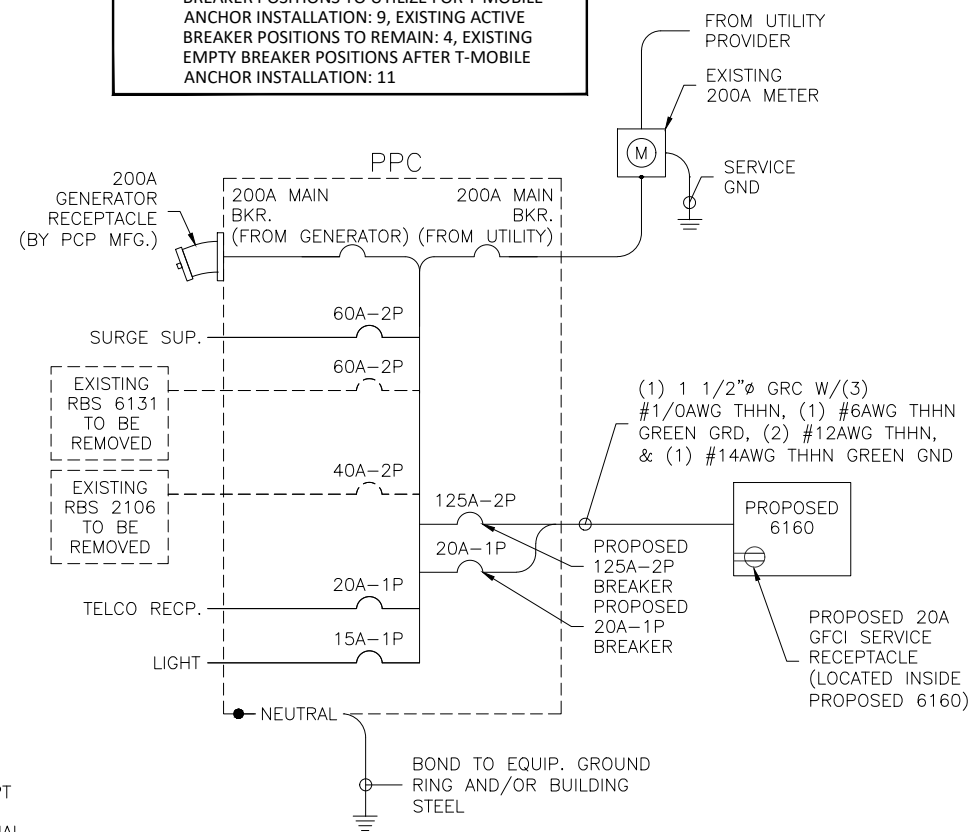 BREAKER POSITIONS TO UTILIZE FOR T-MOBILE
ANCHOR INSTALLATION: 9, EXISTING ACTIVE
BREAKER POSITIONS TO REMAIN: 4, EXISTING
EMPTY BREAKER POSITIONS AFTER T-MOBILE
ANCHOR INSTALLATION: 11
FROM UTILITY
PROVIDER
EXISTING
200A METER
M
SERVICE
GND
PPC
200A
GENERATOR
RECEPTACLE
(BY PCP MFG.)
200A MAIN
BKR.
(FROM GENERATOR)
200A MAIN
BKR.
(FROM UTILITY)
60A-2P
SURGE SUP.
60A-2P
EXISTING
RBS 6131
TO BE
REMOVED
40A-2P
EXISTING
RBS 2106
TO BE
REMOVED
(1) 1 1/2"ø GRC W/(3)
#1/0AWG THHN, (1) #6AWG THHN
GREEN GRD, (2) #12AWG THHN,
& (1) #14AWG THHN GREEN GND
125A-2P
20A-1P
PROPOSED
125A-2P
BREAKER
PROPOSED
20A-1P
BREAKER
PROPOSED
6160
PROPOSED 20A
GFCI SERVICE
RECEPTACLE
(LOCATED INSIDE
PROPOSED 6160)
20A-1P
TELCO RECP.
15A-1P
LIGHT
NEUTRAL
BOND TO EQUIP. GROUND
RING AND/OR BUILDING
STEEL